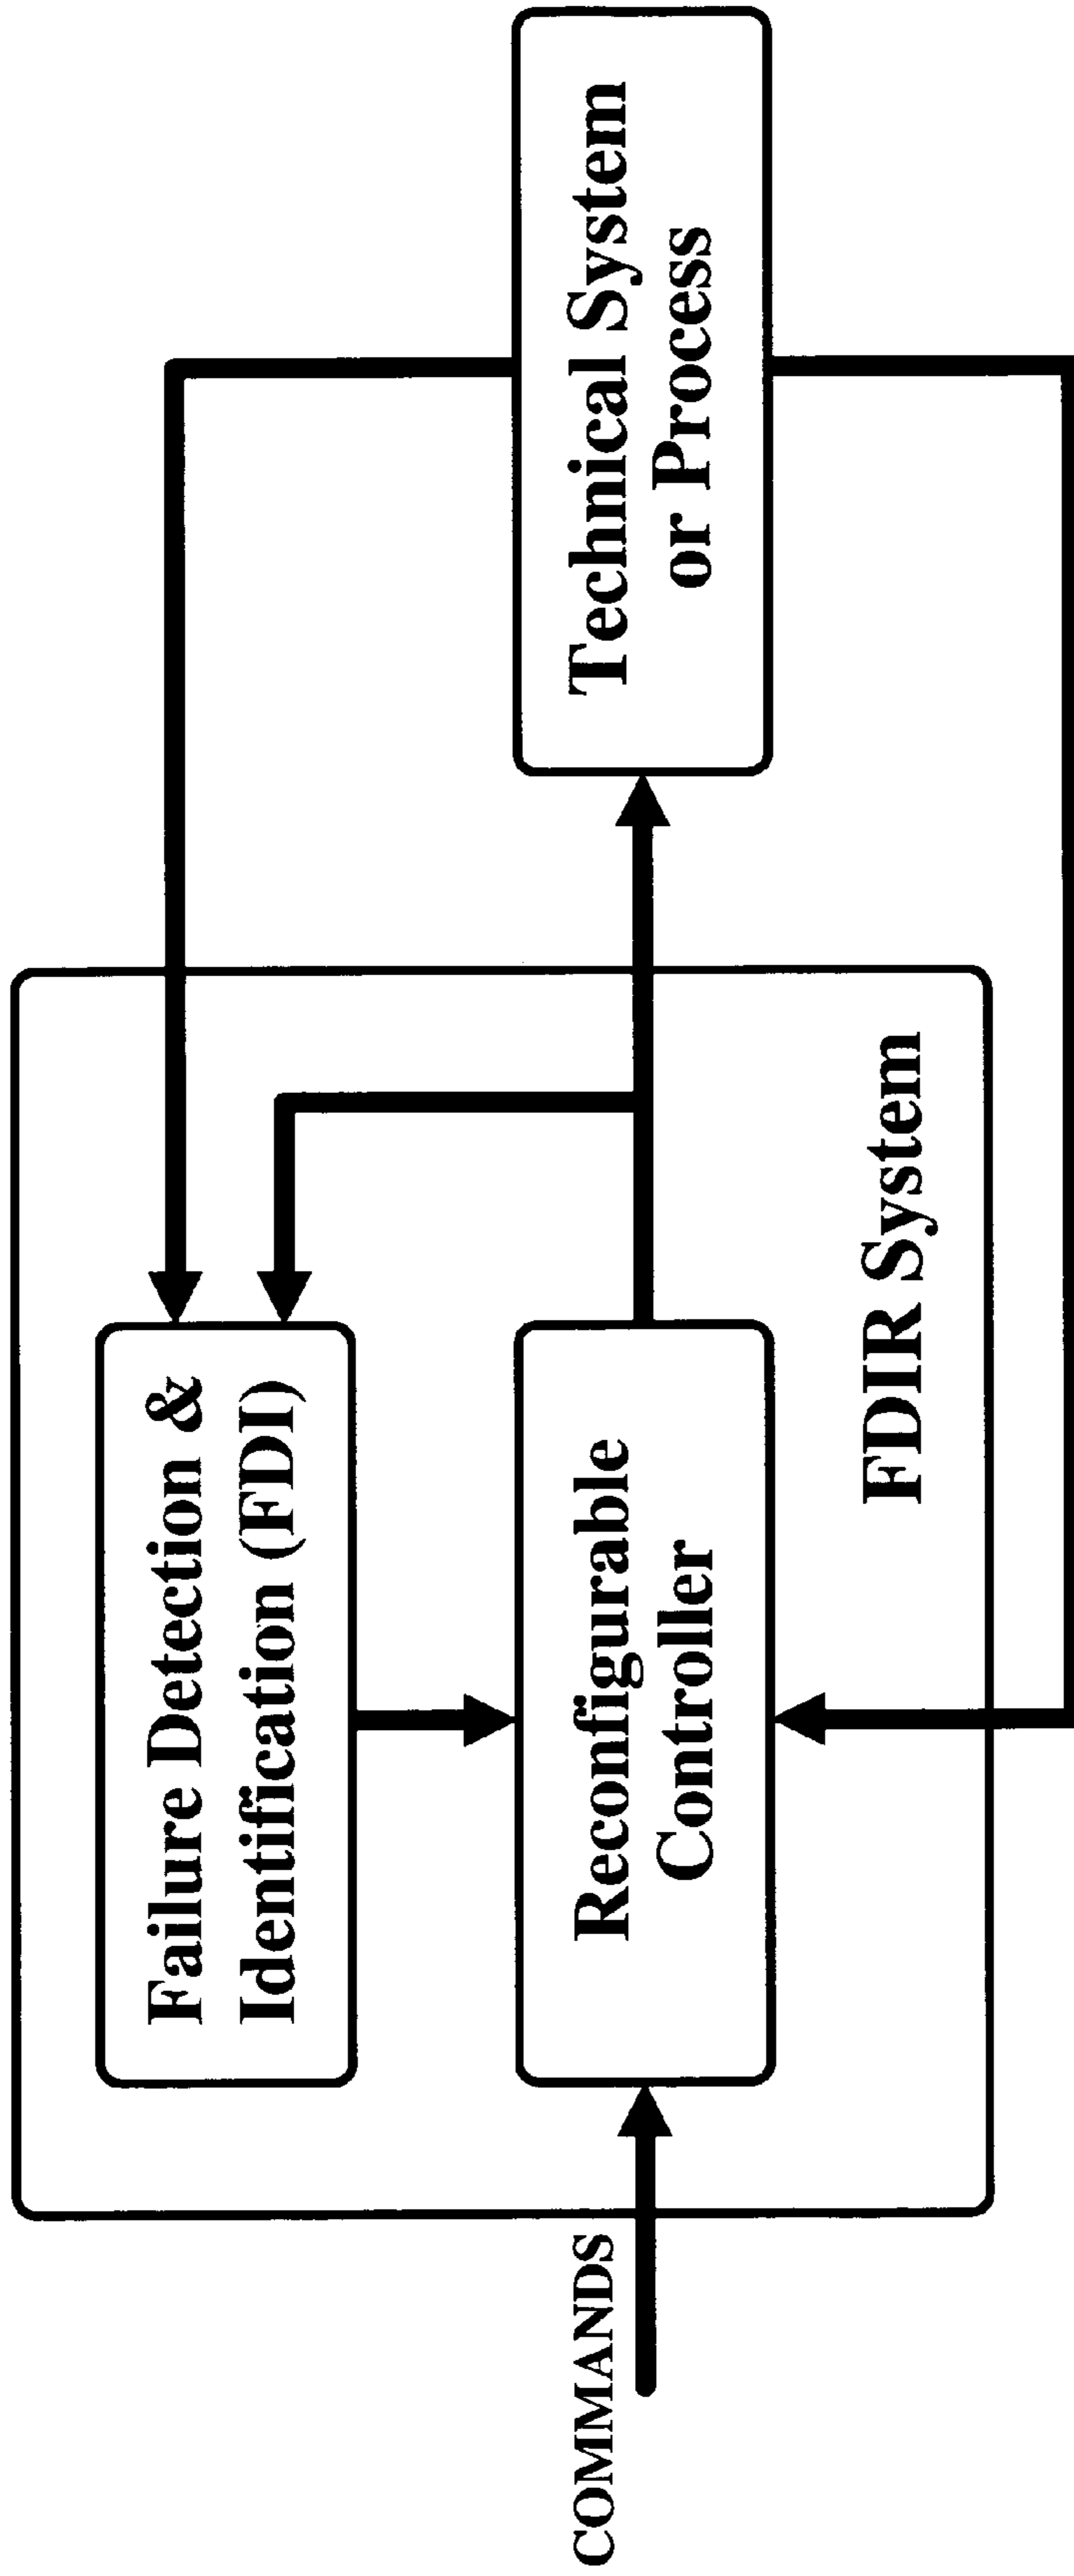 Failure Detection &
Identification (FDI)
COMMANDS
Reconfigurable
Controller
Technical System
or Process
FDIR System